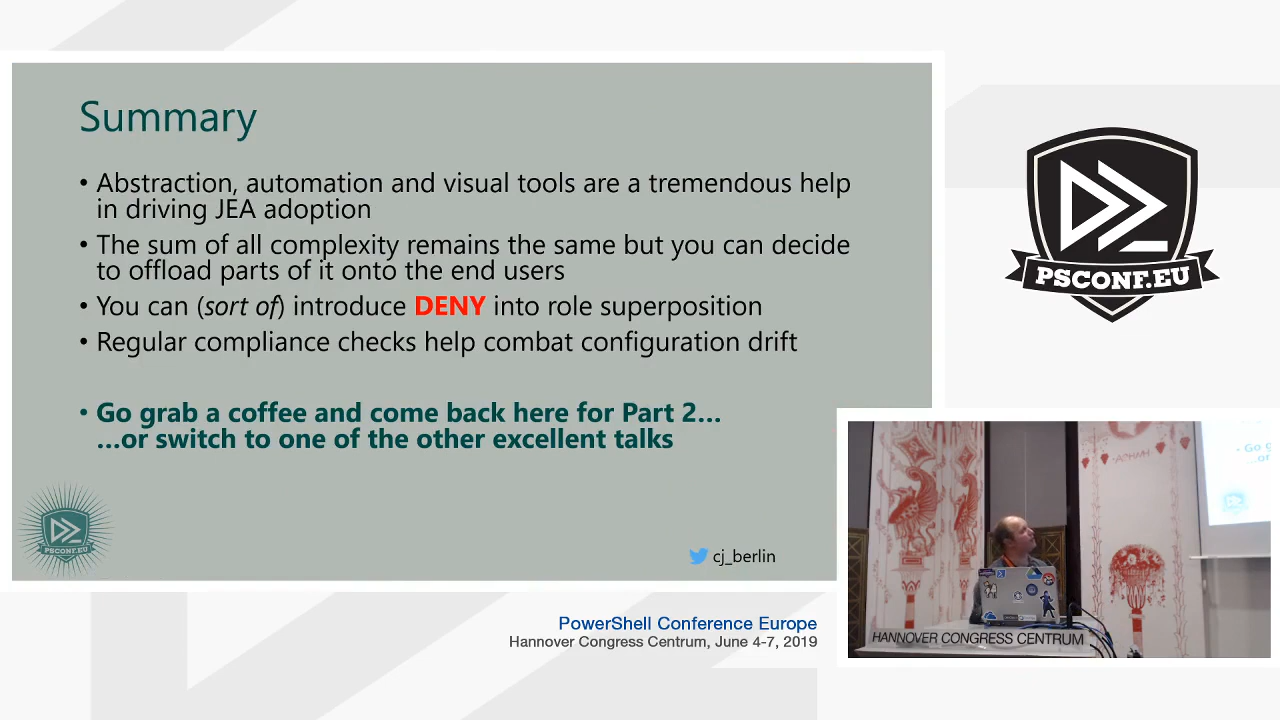 Summary
• Abstraction, automation and visual tools are a tremendous help
in driving JEA adoption
• The sum of all complexity remains the same but you can decide
to offload parts of it onto the end users
• You can (sort of) introduce DENY into role superposition
• Regular compliance checks help combat configuration drift
• Go grab a coffee and come back here for Part 2...
...or switch to one of the other excellent talks
PSCONF.EU
cj_berlin
PSCONF.EU
HANNOVER CONGRESS CENTRUM
PowerShell Conference Europe
Hannover Congress Centrum, June 4-7, 2019